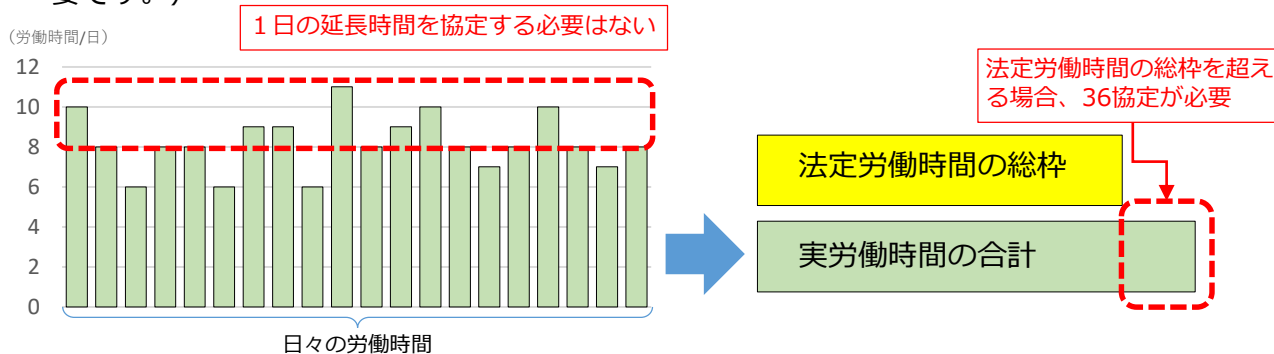 要です。)
(労働時間/日)
１日の延長時間を協定する必要はない
12
10
8
6
4
2
0
日々の労働時間
法定労働時間の総枠を超え
る場合、36協定が必要
法定労働時間の総枠
実労働時間の合計